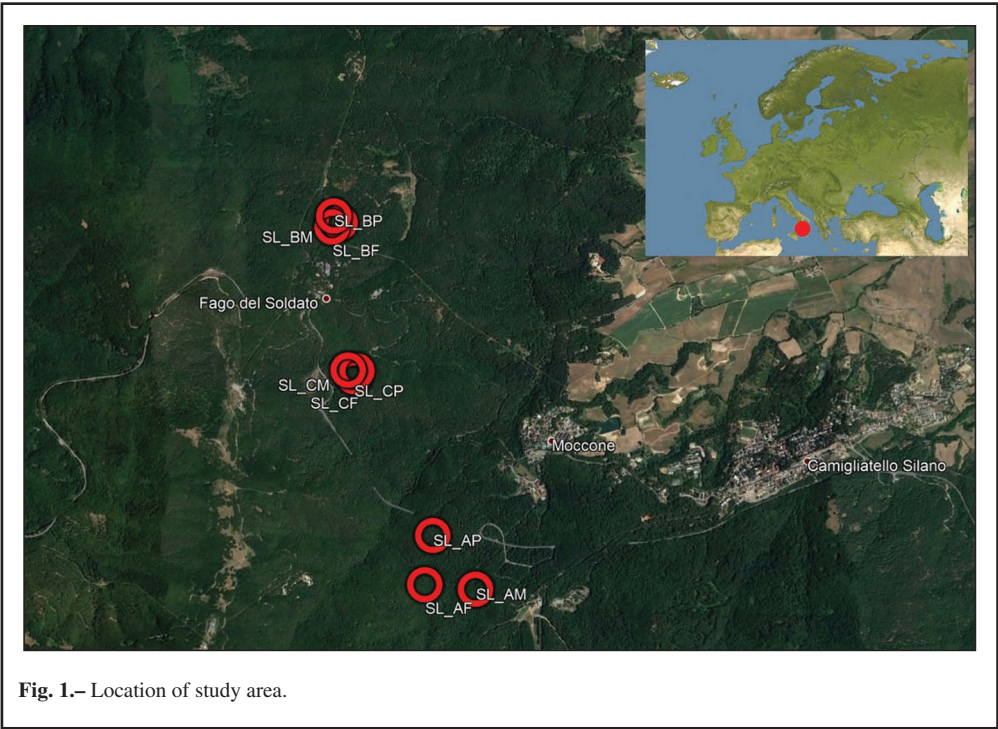 SL_BP
SL_BM
SL_BF
Fago del Soldato
SL_CM
SL_CP
SL_CF
Moccone
Camigliatello Silano
SL_AP
SL_AM
SL_AF
Fig. 1.– Location of study area.